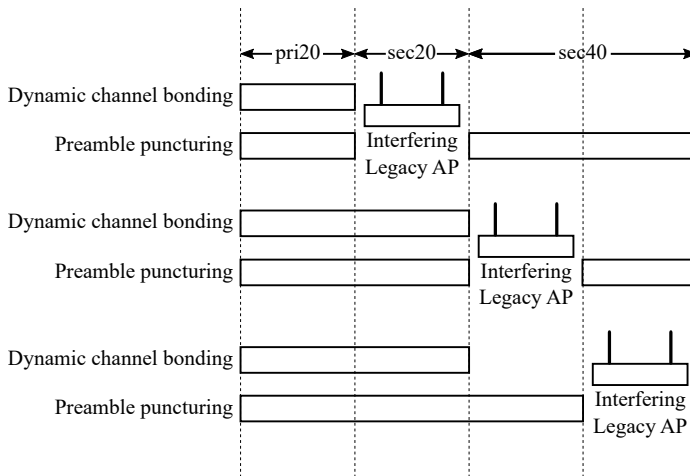 pri20 sec20 sec40
Dynamic channel bonding
Preamble puncturing
Interfering
Legacy AP
Dynamic channel bonding
Preamble puncturing
Interfering
Legacy AP
Dynamic channel bonding
Preamble puncturing
Interfering
Legacy AP